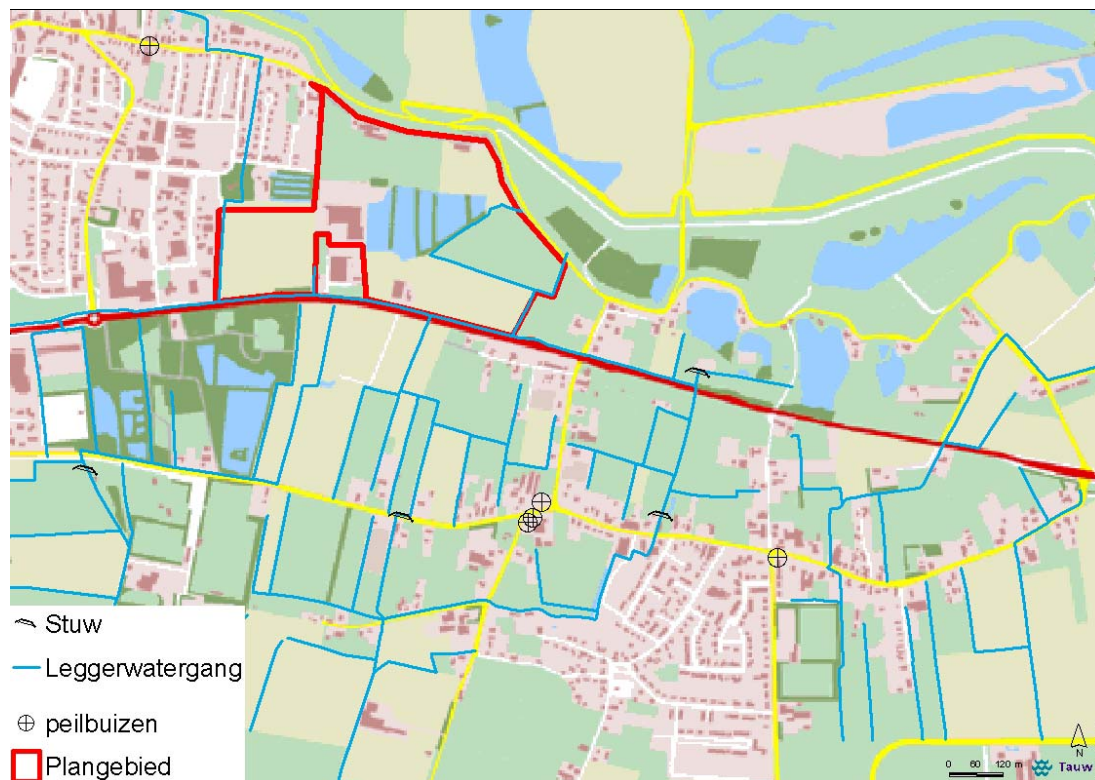 Stuw
Leggerwatergang
peilbuizen
Plangebied
N
0 60 120 m Tauw